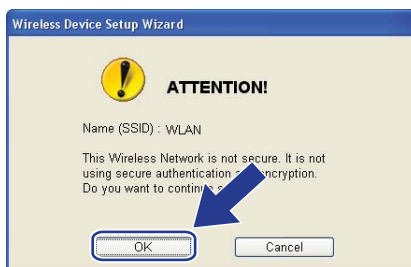 Wireless Device Setup Wizard
ATTENTION!
Name (SSID) : WLAN
This Wireless Network is not secure. It is not
using secure authentication encryption.
Do you want to
OK
Cancel